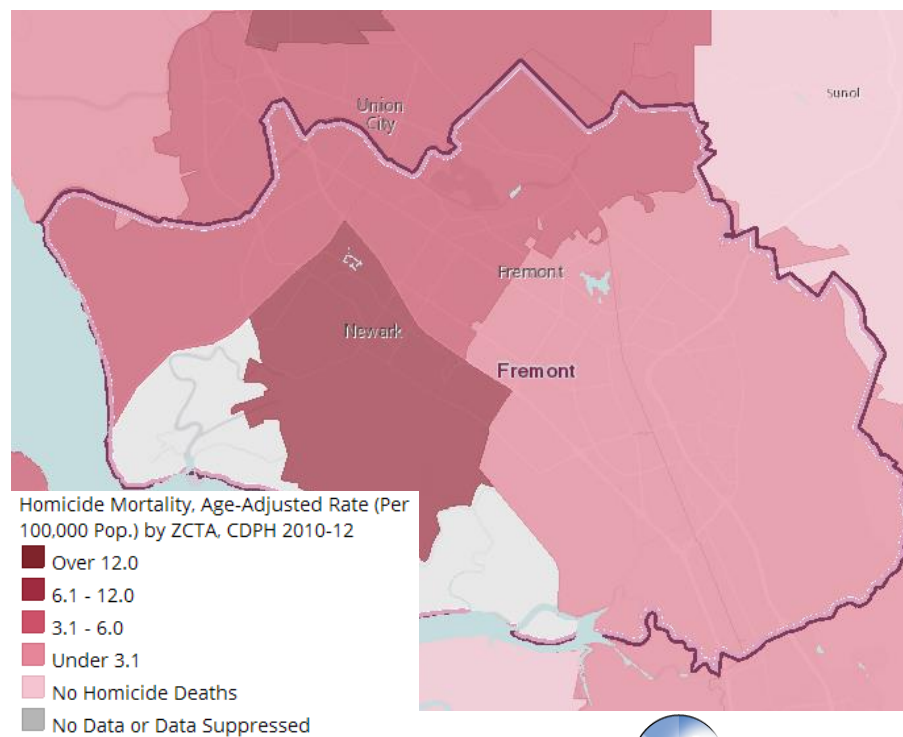 Union
City
Sunol
Fremont
Newark
Fremont
Homicide Mortality, Age-Adjusted Rate (Per
100,000 Pop.) by ZCTA, CDPH 2010-12
Over 12.0
6.1 - 12.0
3.1 - 6.0
Under 3.1
No Homicide Deaths
No Data or Data Suppressed